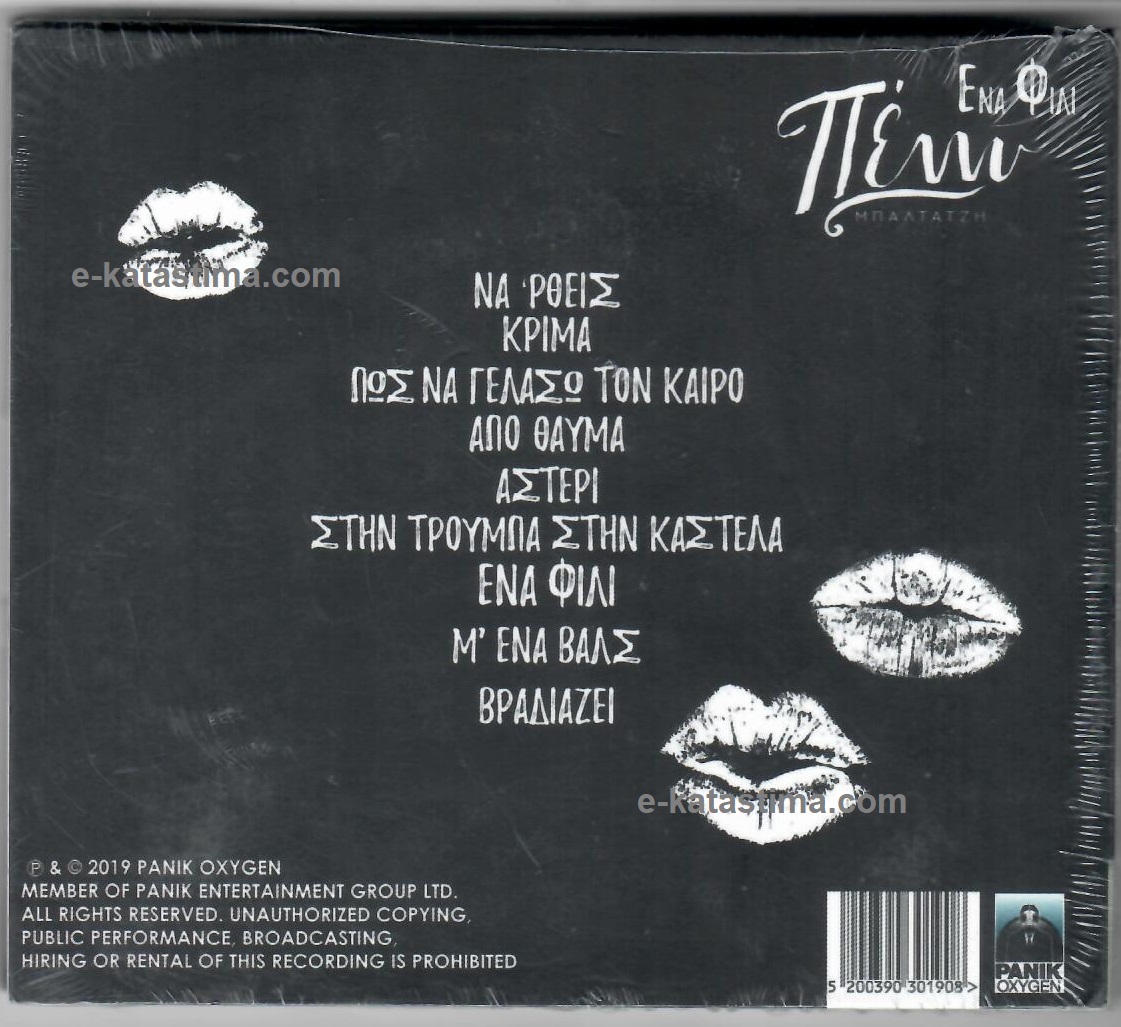 Ενα Φιλι
Πέννυ
ΜΠΑΛΤΑΤΖΗ
e-katastima.com
ΝΑ 'ΡΘΕΙΣ
ΚΡΙΜΑ
ΠΩΣ ΝΑ ΓΕΛΑΣΩ ΤΟΝ ΚΑΙΡΟ
ΑΠΟ ΘΑΥΜΑ
ΑΣΤΕΡΙ
ΣΤΗΝ ΤΡΟΥΜΠΑ ΣΤΗΝ ΚΑΣΤΕΛΑ
ΕΝΑ ΦΙΛΙ
Μ' ΕΝΑ ΒΑΛΣ
ΒΡΑΔΙΑΖΕΙ
e-katastima.com
℗ & © 2019 PANIK OXYGEN
MEMBER OF PANIK ENTERTAINMENT GROUP LTD.
ALL RIGHTS RESERVED. UNAUTHORIZED COPYING,
PUBLIC PERFORMANCE, BROADCASTING,
HIRING OR RENTAL OF THIS RECORDING IS PROHIBITED
5 200390 301908 >
PANIK
OXYGEN